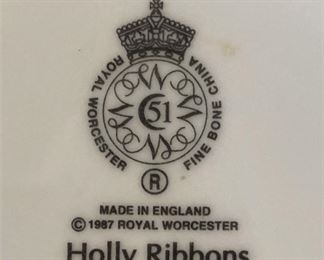 ROYAL WORCESTER
FINE BONE CHINA
51
®
MADE IN ENGLAND
© 1987 ROYAL WORCESTER
Holly Ribbons